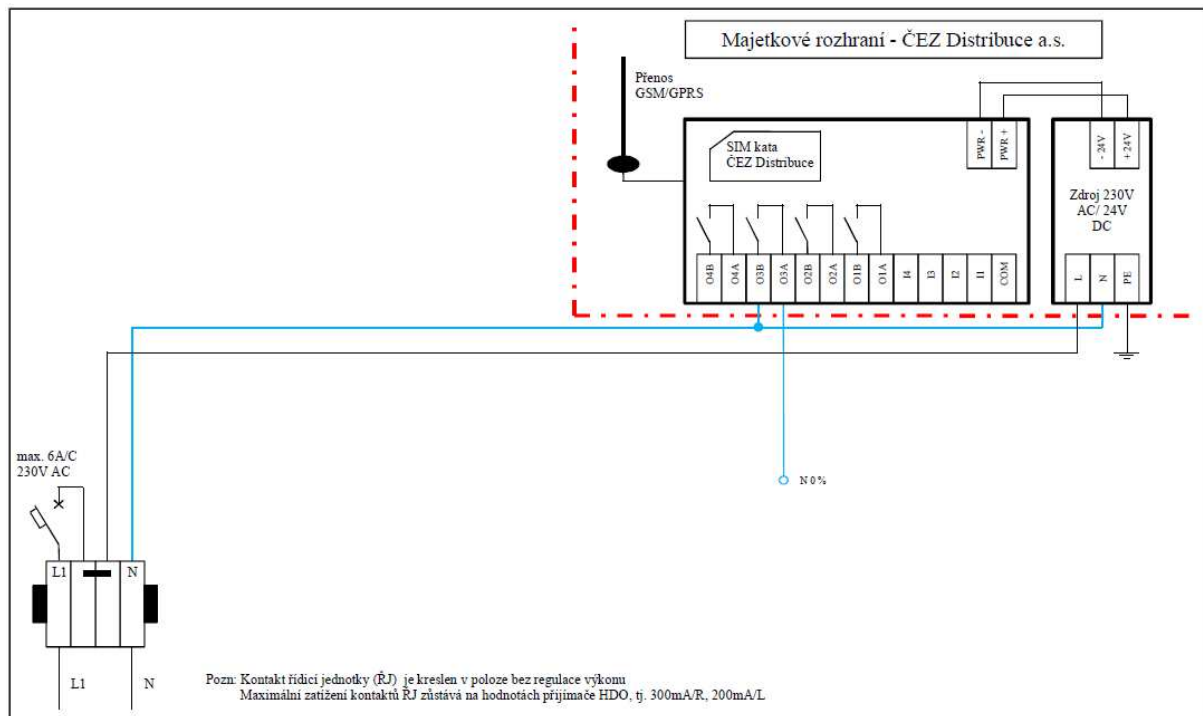 Majetkové rozhraní - ČEZ Distribuce a.s.
Přenos
GSM/GPRS
PWR -
PWR +
- 24V
+ 24V
SIM kata
ČEZ Distribuce
Zdroj 230V
AC/ 24V
DC
O4B
O4A
O3B
O3A
O2B
O2A
O1B
O1A
I4
I3
I2
I1
COM
L
N
PE
max. 6A/C
230V AC
N 0 %
L1
N
L1
N
Pozn: Kontakt řídicí jednotky (ŘJ) je kreslen v poloze bez regulace výkonu
Maximální zatížení kontaktů ŘJ zůstává na hodnotách přijímače HDO, tj. 300mA/R, 200mA/L